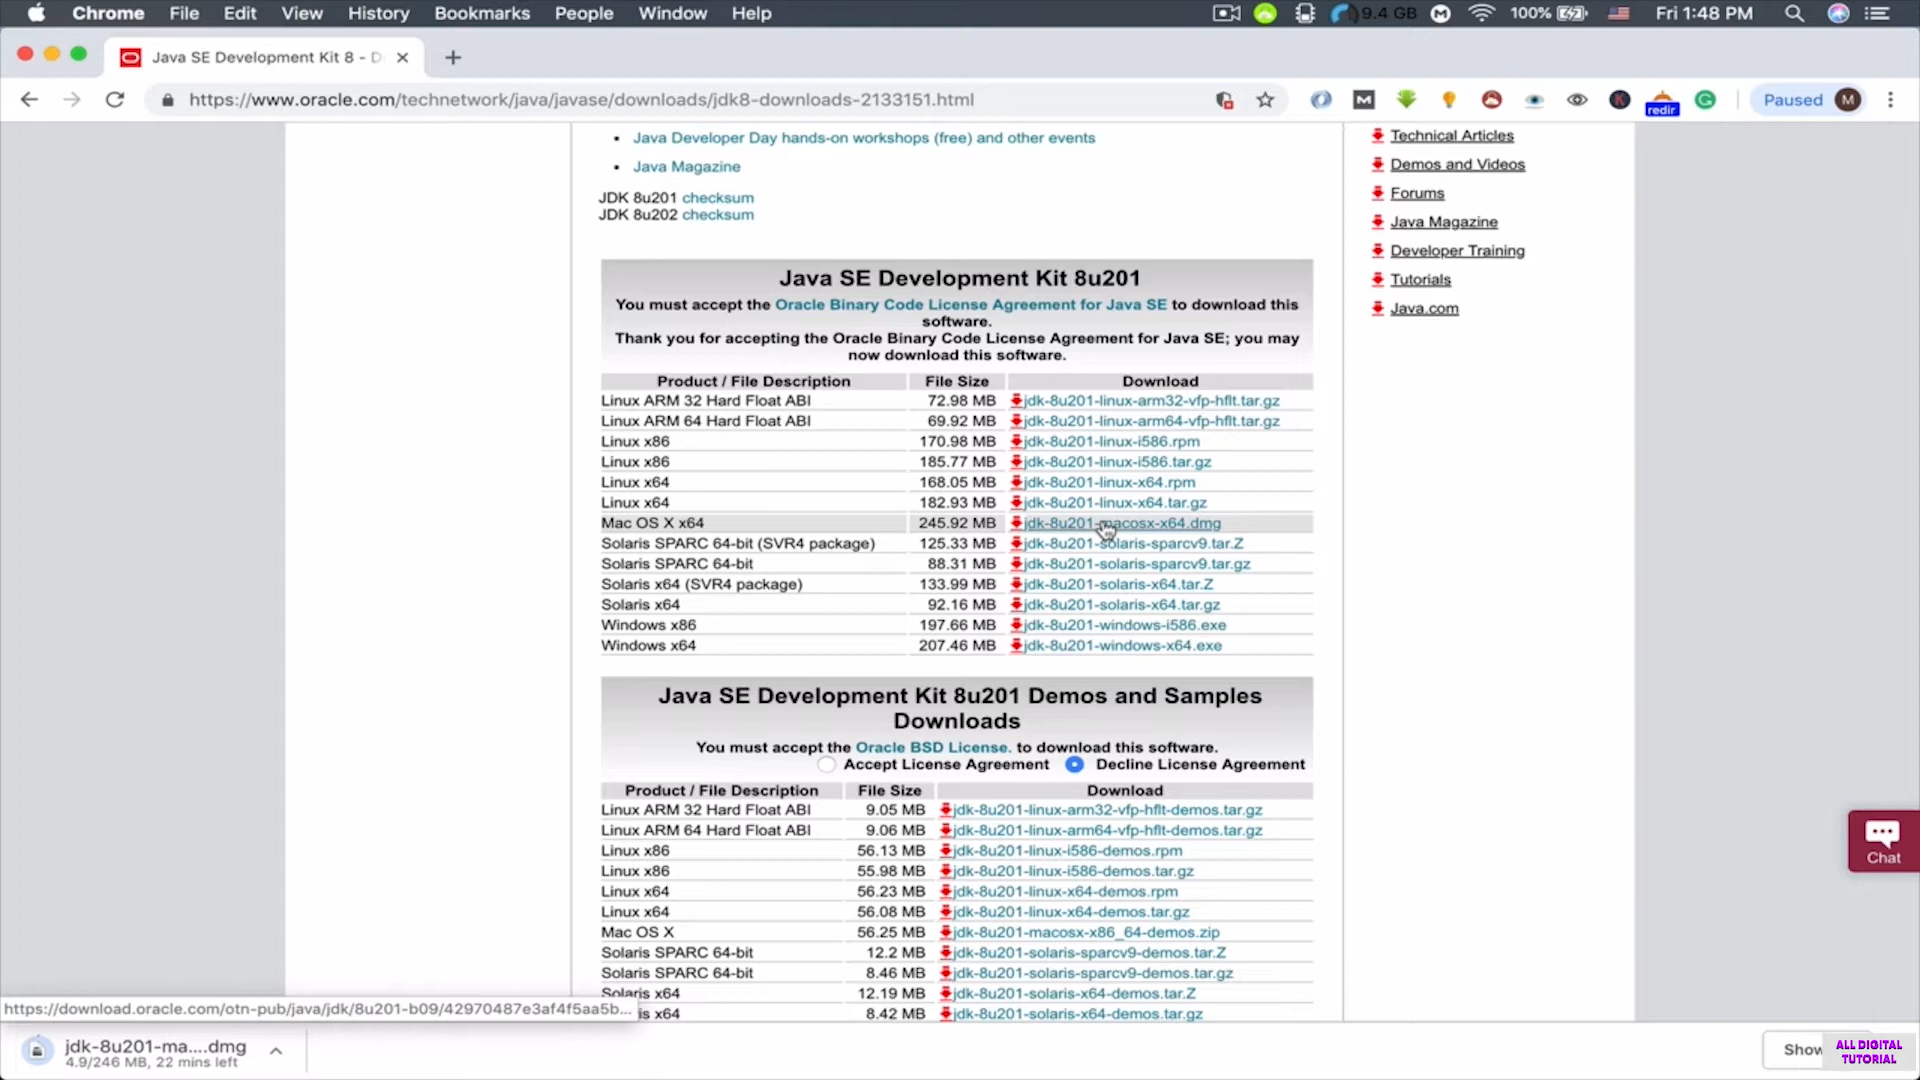 Chrome File Edit View History Bookmarks People Window Help 9.4 GB 100% Fri 1:48 PM
Java SE Development Kit 8 - D
https://www.oracle.com/technetwork/java/javase/downloads/jdk8-downloads-2133151.html redir Paused M
Java Developer Day hands-on workshops (free) and other events
Java Magazine
JDK 8u201 checksum
JDK 8u202 checksum
Technical Articles
Demos and Videos
Forums
Java Magazine
Developer Training
Tutorials
Java.com
Java SE Development Kit 8u201
You must accept the Oracle Binary Code License Agreement for Java SE to download this
software.
Thank you for accepting the Oracle Binary Code License Agreement for Java SE; you may
now download this software.
Product / File Description File Size Download
Linux ARM 32 Hard Float ABI 72.98 MB jdk-8u201-linux-arm32-vfp-hflt.tar.gz
Linux ARM 64 Hard Float ABI 69.92 MB jdk-8u201-linux-arm64-vfp-hflt.tar.gz
Linux x86 170.98 MB jdk-8u201-linux-i586.rpm
Linux x86 185.77 MB jdk-8u201-linux-i586.tar.gz
Linux x64 168.05 MB jdk-8u201-linux-x64.rpm
Linux x64 182.93 MB jdk-8u201-linux-x64.tar.gz
Mac OS X x64 245.92 MB jdk-8u201-macosx-x64.dmg
Solaris SPARC 64-bit (SVR4 package) 125.33 MB jdk-8u201-solaris-sparcv9.tar.Z
Solaris SPARC 64-bit 88.31 MB jdk-8u201-solaris-sparcv9.tar.gz
Solaris x64 (SVR4 package) 133.99 MB jdk-8u201-solaris-x64.tar.Z
Solaris x64 92.16 MB jdk-8u201-solaris-x64.tar.gz
Windows x86 197.66 MB jdk-8u201-windows-i586.exe
Windows x64 207.46 MB jdk-8u201-windows-x64.exe
Java SE Development Kit 8u201 Demos and Samples
Downloads
You must accept the Oracle BSD License. to download this software.
Accept License Agreement Decline License Agreement
Product / File Description File Size Download
Linux ARM 32 Hard Float ABI 9.05 MB jdk-8u201-linux-arm32-vfp-hflt-demos.tar.gz
Linux ARM 64 Hard Float ABI 9.06 MB jdk-8u201-linux-arm64-vfp-hflt-demos.tar.gz
Linux x86 56.13 MB jdk-8u201-linux-i586-demos.rpm
Linux x86 55.98 MB jdk-8u201-linux-i586-demos.tar.gz
Linux x64 56.23 MB jdk-8u201-linux-x64-demos.rpm
Linux x64 56.08 MB jdk-8u201-linux-x64-demos.tar.gz
Mac OS X 56.25 MB jdk-8u201-macosx-x86_64-demos.zip
Solaris SPARC 64-bit 12.2 MB jdk-8u201-solaris-sparcv9-demos.tar.Z
Solaris SPARC 64-bit 8.46 MB jdk-8u201-solaris-sparcv9-demos.tar.gz
Solaris x64 12.19 MB jdk-8u201-solaris-x64-demos.tar.Z
is x64 8.42 MB jdk-8u201-solaris-x64-demos.tar.gz
Chat
https://download.oracle.com/otn-pub/java/jdk/8u201-b09/42970487e3af4f5aa5b...
jdk-8u201-ma....dmg
4.9/246 MB, 22 mins left
Show
ALL DIGITAL
TUTORIAL